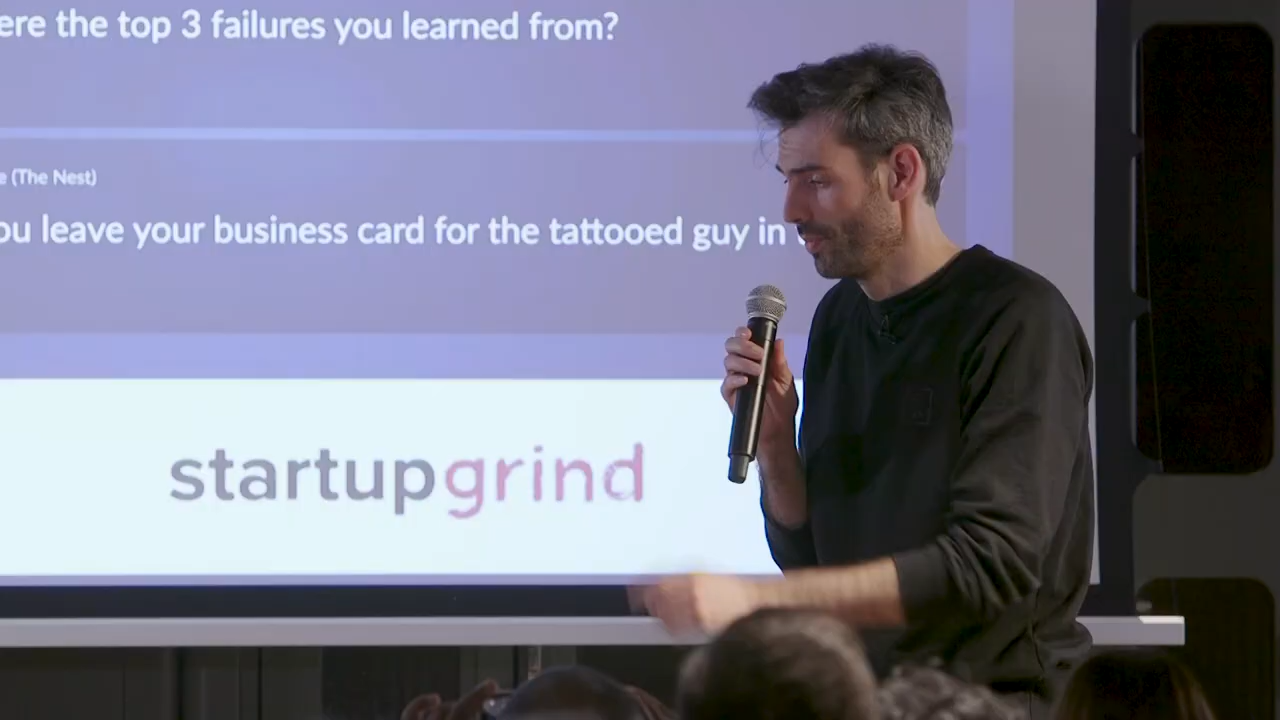 ere the top 3 failures you learned from?
e (The Nest)
ou leave your business card for the tattooed guy in
startupgrind